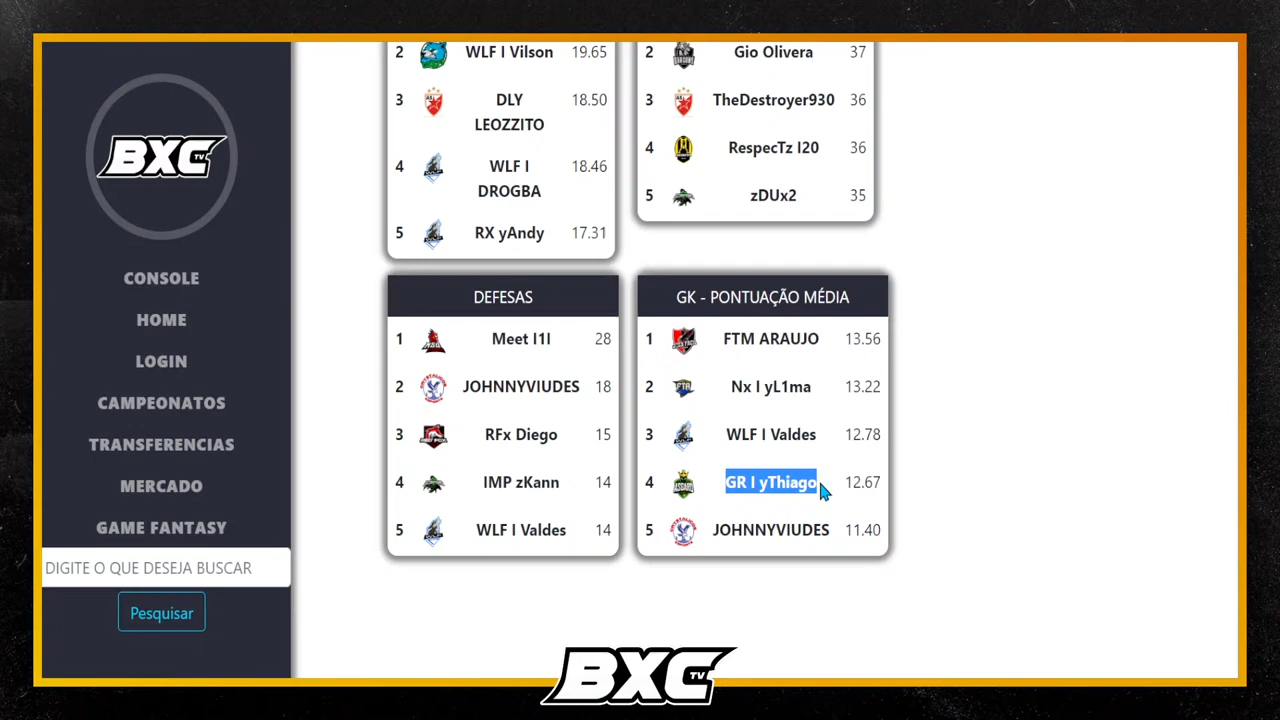 BXC TV
CONSOLE
HOME
LOGIN
CAMPEONATOS
TRANSFERENCIAS
MERCADO
GAME FANTASY
DIGITE O QUE DESEJA BUSCAR
Pesquisar
2 WLF I Vilson 19.65
3 DLY LEOZZITO 18.50
4 WLF I DROGBA 18.46
5 RX yAndy 17.31
2 Gio Olivera 37
3 TheDestroyer930 36
4 RespecTz I20 36
5 zDUx2 35
DEFESAS
1 Meet I1I 28
2 JOHNNYVIUDES 18
3 RFx Diego 15
4 IMP zKann 14
5 WLF I Valdes 14
GK - PONTUAÇÃO MÉDIA
1 FTM ARAUJO 13.56
2 Nx I yL1ma 13.22
3 WLF I Valdes 12.78
4 GR I yThiago 12.67
5 JOHNNYVIUDES 11.40
BXC TV